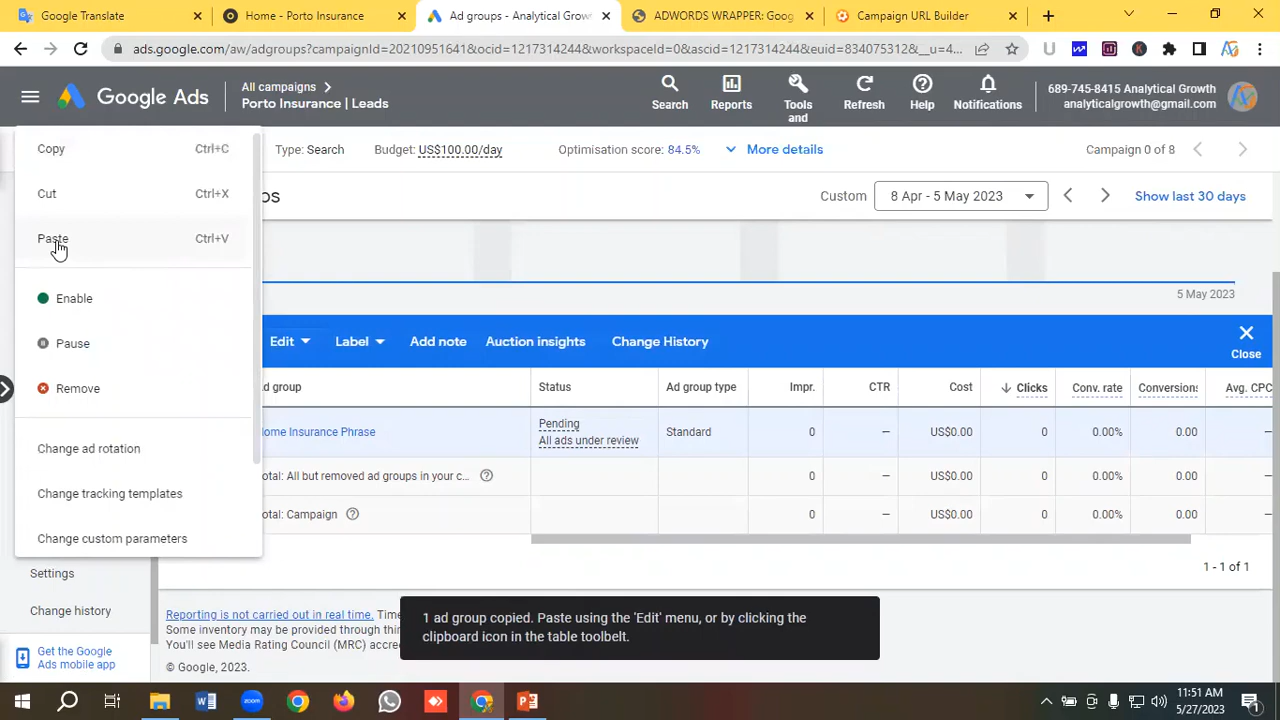 Google Translate
Home - Porto Insurance
Ad groups - Analytical Grow
ADWORDS WRAPPER: Goog
Campaign URL Builder
ads.google.com/aw/adgroups?campaignId=20210951641&ocid=1217314244&workspaceId=0&ascid=1217314244&euid=834075312&__u=4...
Google Ads
All campaigns
Porto Insurance | Leads
Search
Reports
Tools and
Refresh
Help
Notifications
689-745-8415 Analytical Growth
analyticalgrowth@gmail.com
Type: Search
Budget: US$100.00/day
Optimisation score: 84.5%
More details
Campaign 0 of 8
Copy Ctrl+C
Cut Ctrl+X
Paste Ctrl+V
Enable
Pause
Remove
Change ad rotation
Change tracking templates
Change custom parameters
ps
Custom
8 Apr - 5 May 2023
Show last 30 days
5 May 2023
Edit
Label
Add note
Auction insights
Change History
Close
d group
Status
Ad group type
Impr.
CTR
Cost
Clicks
Conv. rate
Conversions
Avg. CPC
ome Insurance Phrase
Pending
All ads under review
Standard
0 – US$0.00 0 0.00% 0.00 –
otal: All but removed ad groups in your c...
0 – US$0.00 0 0.00% 0.00 –
otal: Campaign
0 – US$0.00 0 0.00% 0.00 –
1 - 1 of 1
Settings
Change history
Get the Google
Ads mobile app
Reporting is not carried out in real time. Time
Some inventory may be provided through thir
You'll see Media Rating Council (MRC) accre
© Google, 2023.
1 ad group copied. Paste using the 'Edit' menu, or by clicking the
clipboard icon in the table toolbelt.
zoom
11:51 AM
5/27/2023